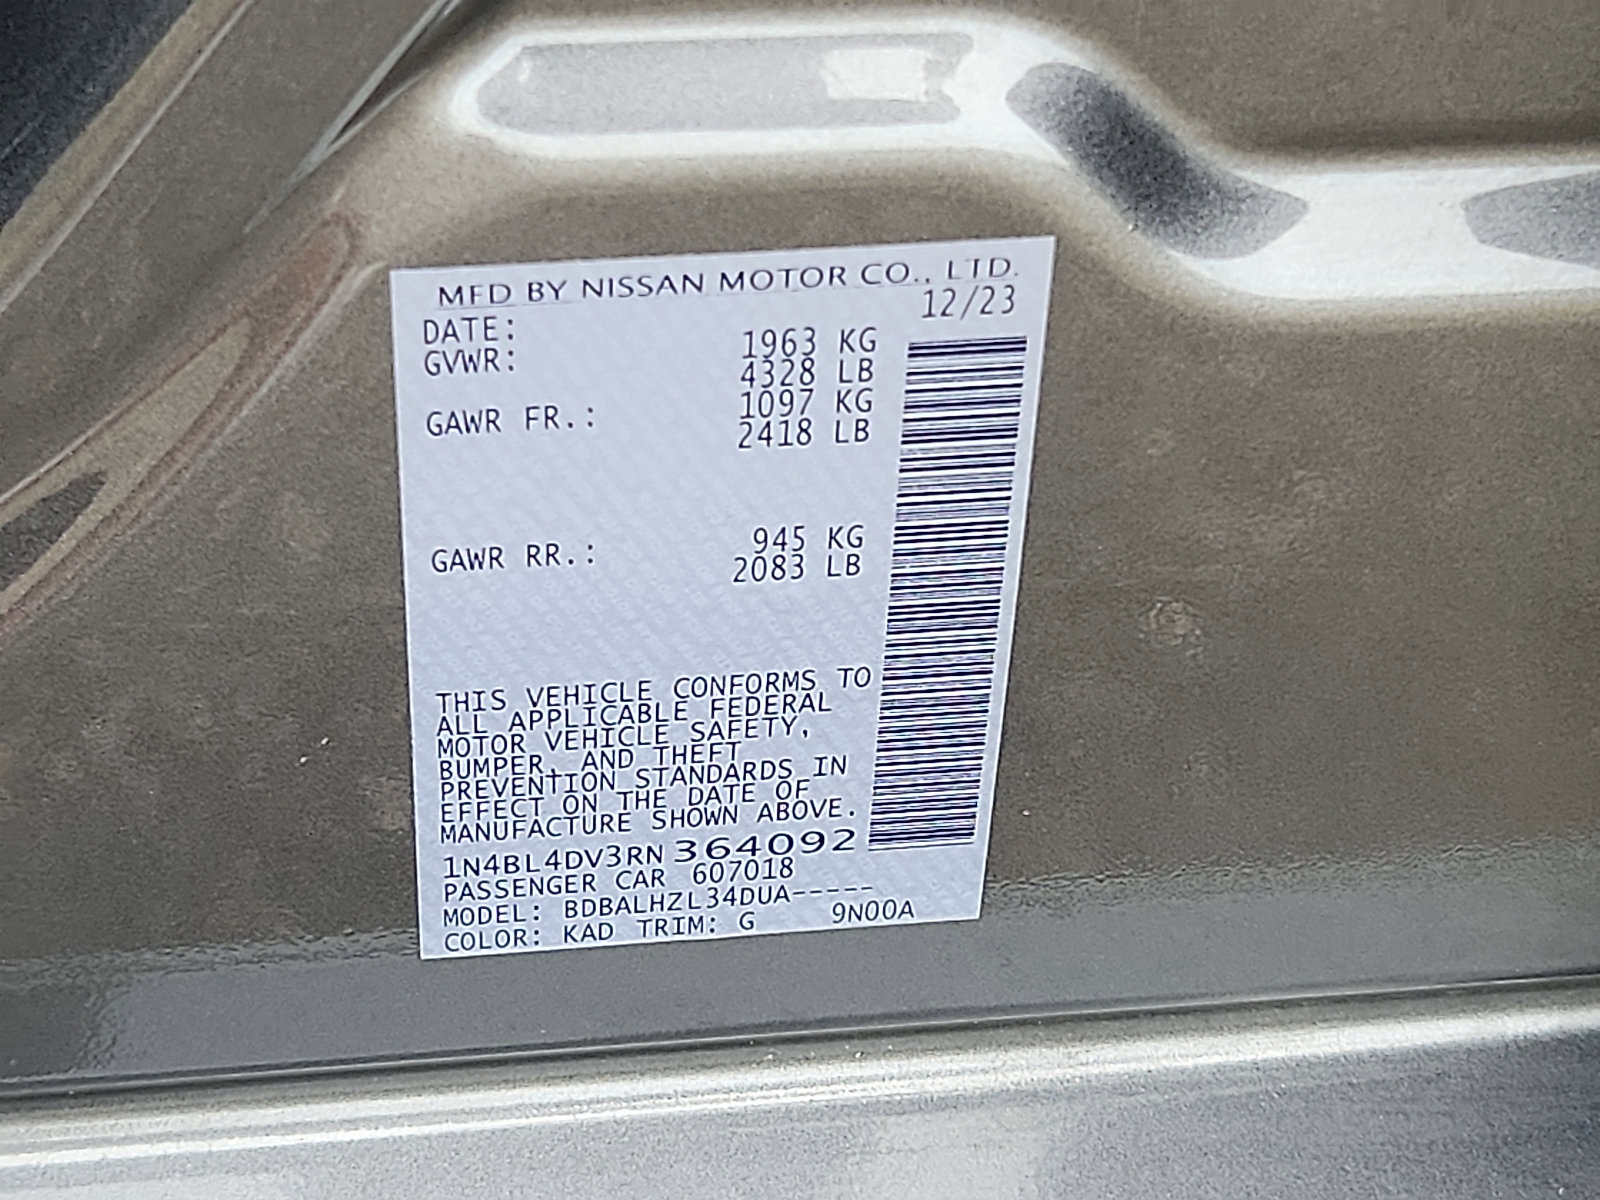 MFD BY NISSAN MOTOR CO., LTD.
DATE: 12/23
GVWR: 1963 KG
4328 LB
GAWR FR.: 1097 KG
2418 LB
GAWR RR.: 945 KG
2083 LB
THIS VEHICLE CONFORMS TO
ALL APPLICABLE FEDERAL
MOTOR VEHICLE SAFETY,
BUMPER, AND THEFT
PREVENTION STANDARDS IN
EFFECT ON THE DATE OF
MANUFACTURE SHOWN ABOVE.
1N4BL4DV3RN 364092
PASSENGER CAR 607018
MODEL: BDBALHZL34DUA-----
COLOR: KAD TRIM: G 9N00A